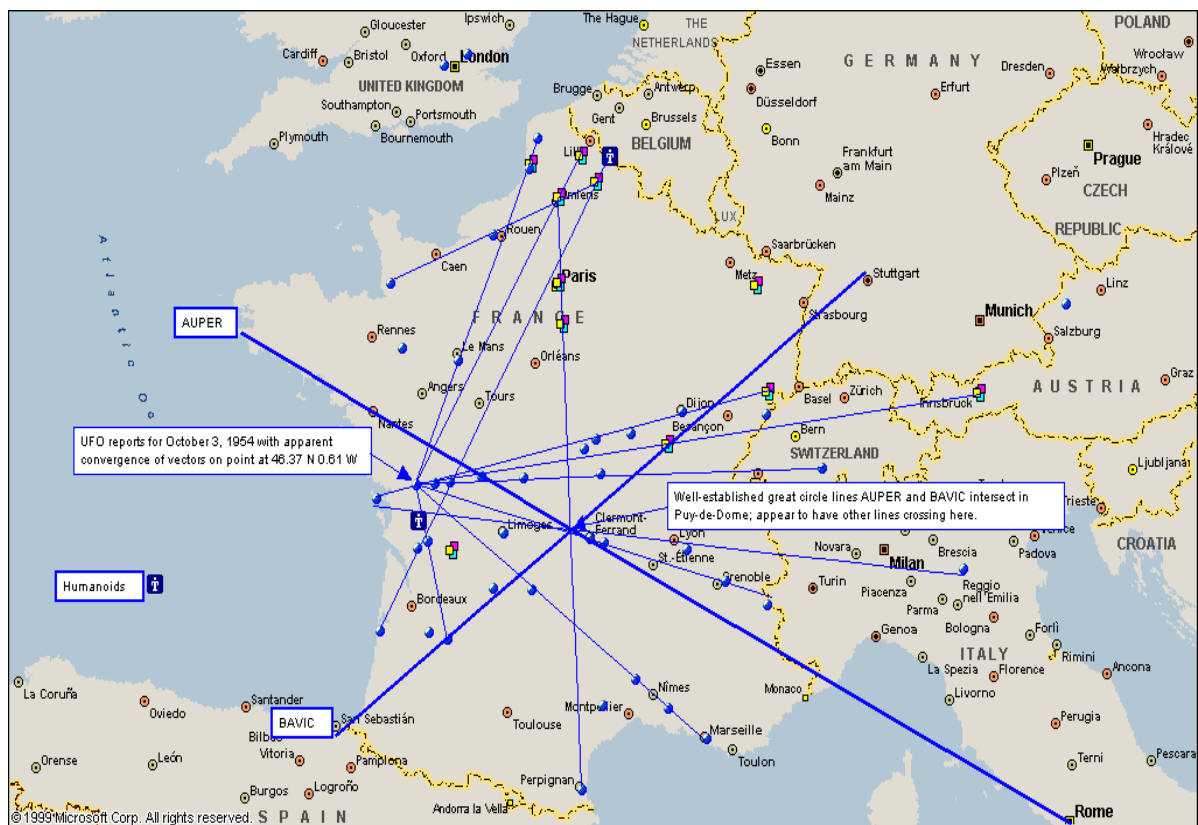 Gloucester
Ipswich
The Hague
THE
NETHERLANDS
POLAND
Cardiff
Bristol
Oxford
London
UNITED KINGDOM
Essen
GERMANY
Dresden
Wrocław
Wałbrzych
Düsseldorf
Erfurt
Southampton
Portsmouth
Bournemouth
Plymouth
Brugge
Antwerp
Gent
Brussels
BELGIUM
Bonn
Frankfurt
am Main
Mainz
Hradec
Králové
Prague
Plzeň
CZECH
REPUBLIC
LUX
Amiens
Rouen
Caen
Saarbrücken
Metz
Paris
Stuttgart
Strasbourg
Linz
Munich
Salzburg
Atlantic Oc
AUPER
FRANCE
Rennes
Le Mans
Orléans
Angers
Tours
Nantes
Dijon
Besançon
Basel
Zürich
Bern
SWITZERLAND
Innsbruck
AUSTRIA
Graz
Ljubljana
UFO reports for October 3, 1954 with apparent
convergence of vectors on point at 46.37 N 0.61 W
Well-established great circle lines AUPER and BAVIC intersect in
Puy-de-Dome; appear to have other lines crossing here.
Limoges
Clermont-
Ferrand
Lyon
St.-Étienne
Grenoble
Novara
Milan
Brescia
Padova
Venice
Trieste
CROATIA
Turin
Piacenza
Parma
Reggio
nell'Emilia
Bologna
Humanoids
Bordeaux
Genoa
Forlì
Rimini
ITALY
La Spezia
Florence
Ancona
Livorno
Monaco
Perugia
La Coruña
Oviedo
Santander
BAVIC
San Sebastián
Bilbao
Vitoria
Pamplona
Toulouse
Montpellier
Nîmes
Marseille
Toulon
Terni
Pescara
Orense
León
Burgos
Logroño
Perpignan
Andorra la Vella
Rome
© 1999 Microsoft Corp. All rights reserved.
SPAIN